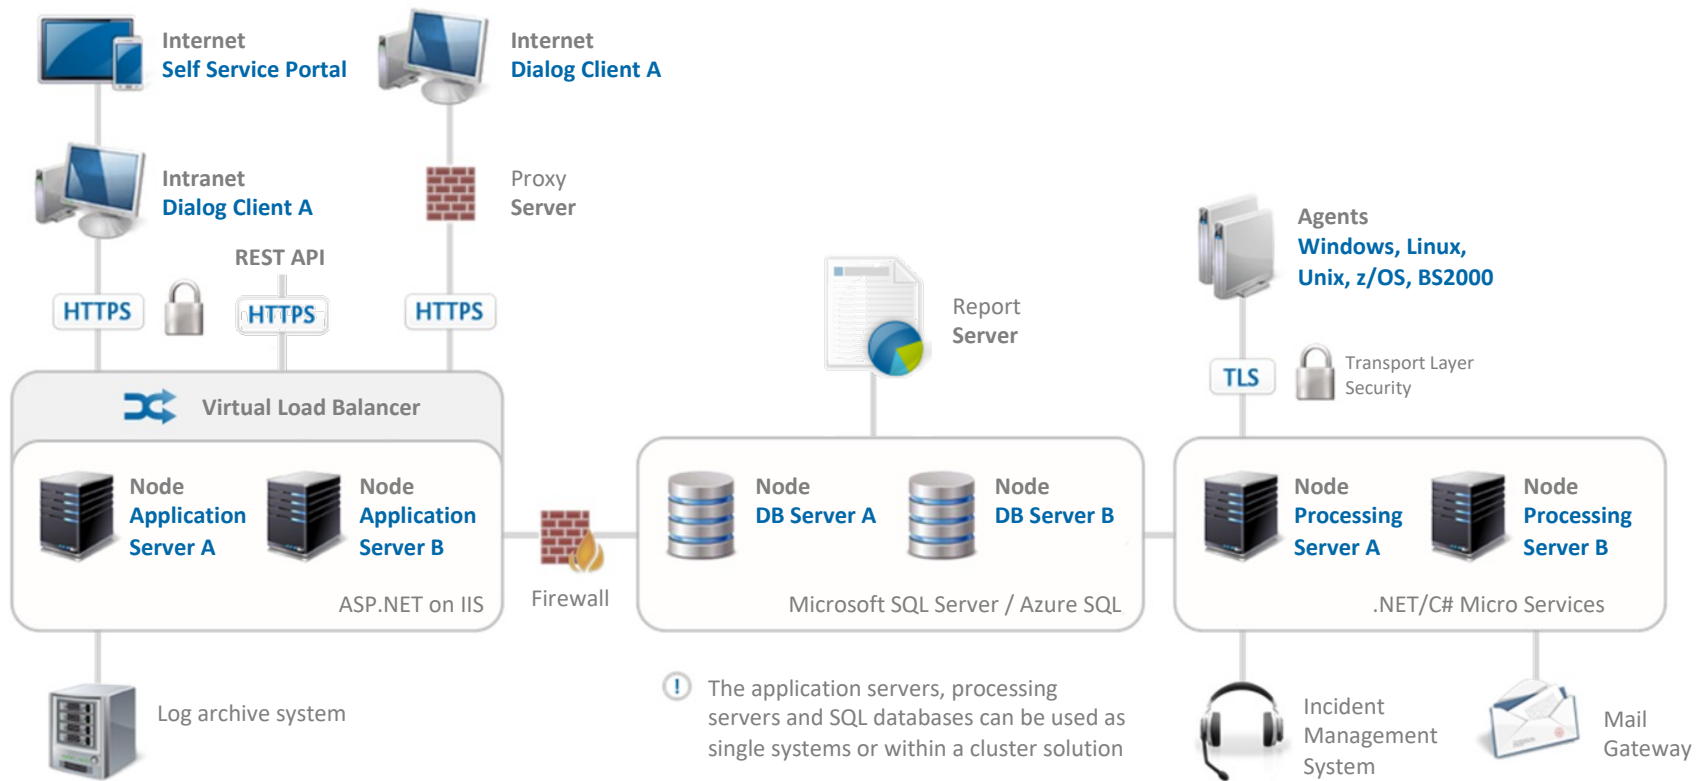 Internet
Self Service Portal
Internet
Dialog Client A
Intranet
Dialog Client A
Proxy
Server
REST API
HTTPS
HTTPS
HTTPS
Virtual Load Balancer
Node
Application
Server A
Node
Application
Server B
ASP.NET on IIS
Log archive system
Firewall
Report
Server
Node
DB Server A
Node
DB Server B
Microsoft SQL Server / Azure SQL
! The application servers, processing
servers and SQL databases can be used as
single systems or within a cluster solution
Agents
Windows, Linux,
Unix, z/OS, BS2000
TLS
Transport Layer
Security
Node
Processing
Server A
Node
Processing
Server B
.NET/C# Micro Services
Incident
Management
System
Mail
Gateway